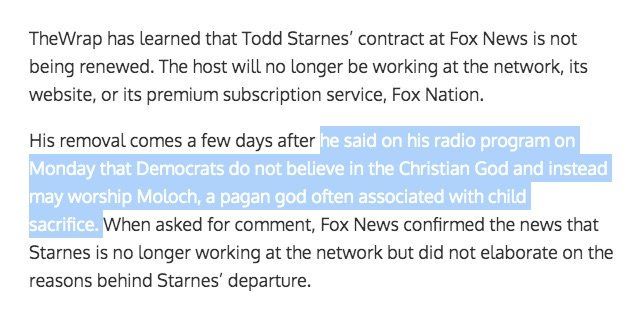 TheWrap has learned that Todd Starnes’ contract at Fox News is not
being renewed. The host will no longer be working at the network, its
website, or its premium subscription service, Fox Nation.
His removal comes a few days after he said on his radio program on
Monday that Democrats do not believe in the Christian God and instead
may worship Moloch, a pagan god often associated with child
sacrifice. When asked for comment, Fox News confirmed the news that
Starnes is no longer working at the network but did not elaborate on the
reasons behind Starnes’ departure.